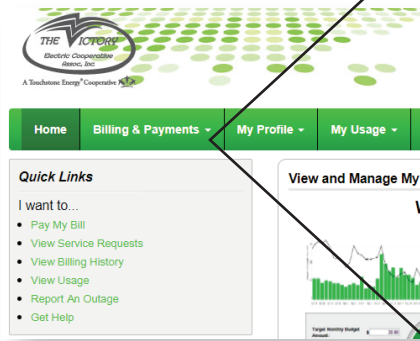 THE VICTORY
Electric Cooperative
Assoc, Inc.
A Touchstone Energy® Cooperative
Home
Billing & Payments
My Profile
My Usage
Quick Links
I want to...
Pay My Bill
View Service Requests
View Billing History
View Usage
Report An Outage
Get Help
View and Manage My
Target Monthly Budget
Amount:
$